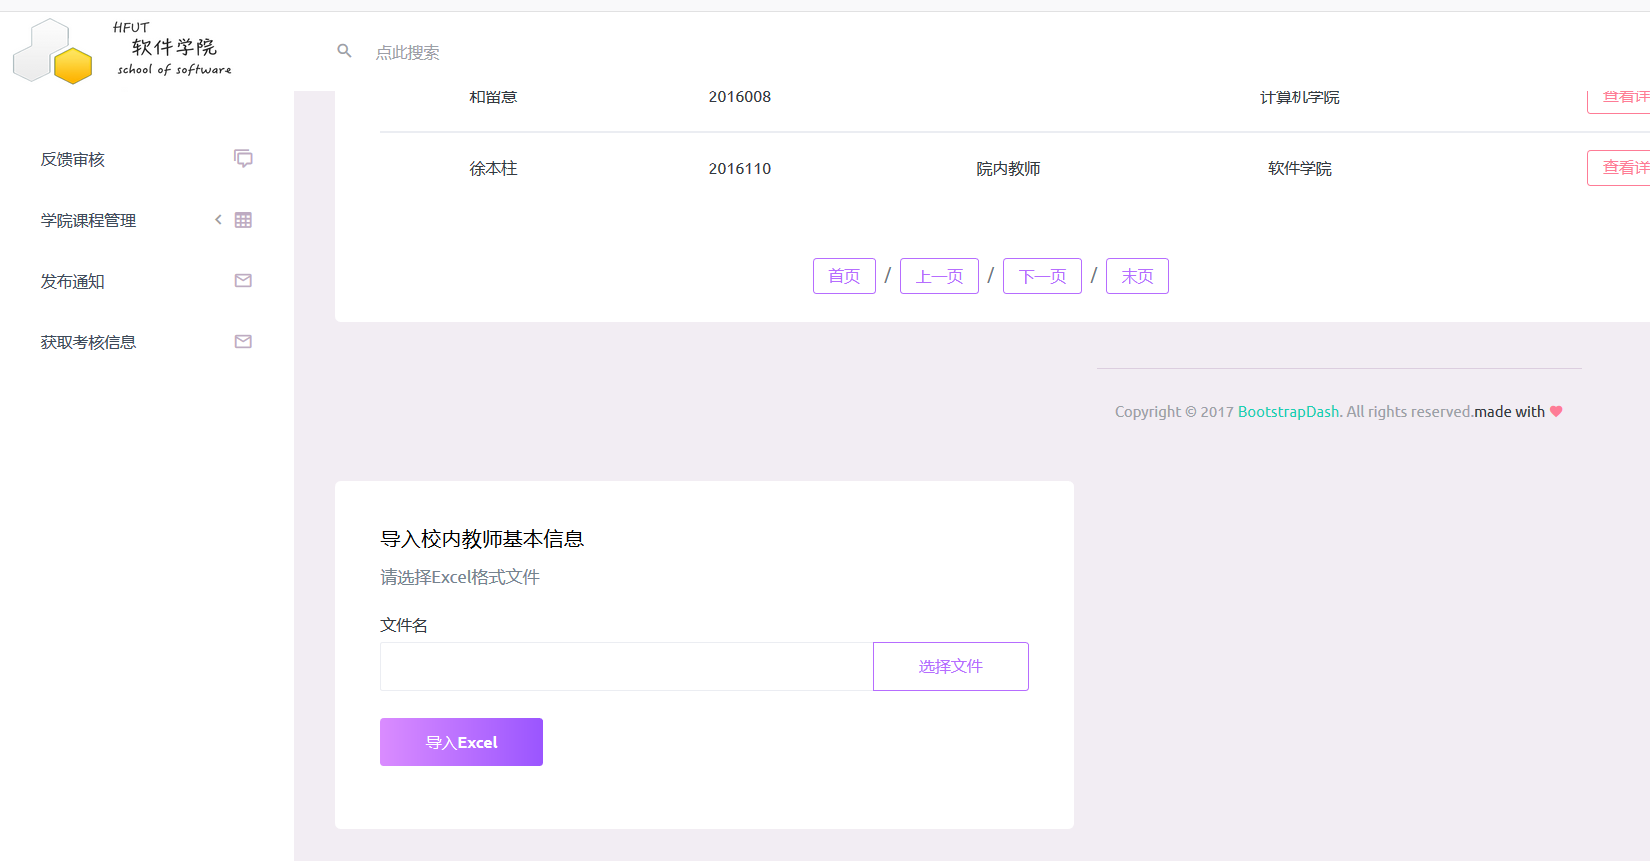 HFUT
软件学院
school of software
点此搜索
和留意 2016008 计算机学院 查看详
徐本柱 2016110 院内教师 软件学院 查看详
反馈审核
学院课程管理
发布通知
获取考核信息
首页 / 上一页 / 下一页 / 末页
Copyright © 2017 BootstrapDash. All rights reserved.made with
导入校内教师基本信息
请选择Excel格式文件
文件名
选择文件
导入Excel